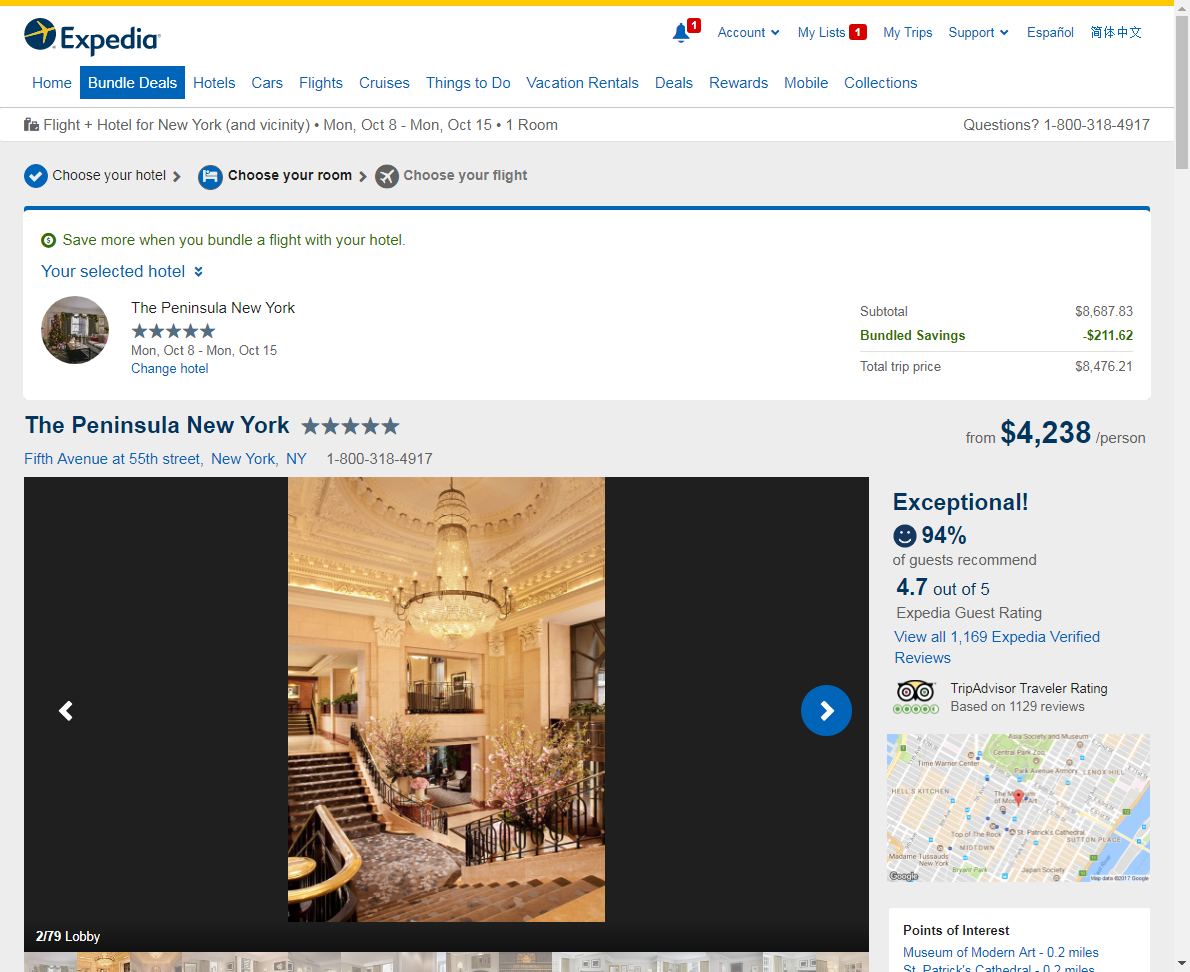 Expedia
1
Account
My Lists 1
My Trips
Support
Español
简体中文
Home
Bundle Deals
Hotels
Cars
Flights
Cruises
Things to Do
Vacation Rentals
Deals
Rewards
Mobile
Collections
Flight + Hotel for New York (and vicinity) • Mon, Oct 8 - Mon, Oct 15 • 1 Room
Questions? 1-800-318-4917
Choose your hotel
Choose your room
Choose your flight
Save more when you bundle a flight with your hotel.
Your selected hotel
The Peninsula New York
Mon, Oct 8 - Mon, Oct 15
Change hotel
Subtotal $8,687.83
Bundled Savings -$211.62
Total trip price $8,476.21
The Peninsula New York
from $4,238 /person
Fifth Avenue at 55th street, New York, NY 1-800-318-4917
2/79 Lobby
Exceptional!
94%
of guests recommend
4.7 out of 5
Expedia Guest Rating
View all 1,169 Expedia Verified
Reviews
TripAdvisor Traveler Rating
Based on 1129 reviews
Asia Society and Museum
Central Park Zoo
Time Warner Center
Park Avenue Armory
LENOX HILL
HELL'S KITCHEN
The Museum
of Modern Art
Top of The Rock
St. Patrick's Cathedral
SUTTON PLACE
MIDTOWN
Madame Tussauds
New York
Bryant Park
Japan Society
Google
Map data ©2017 Google
Points of Interest
Museum of Modern Art - 0.2 miles
St. Patrick's Cathedral - 0.2 miles